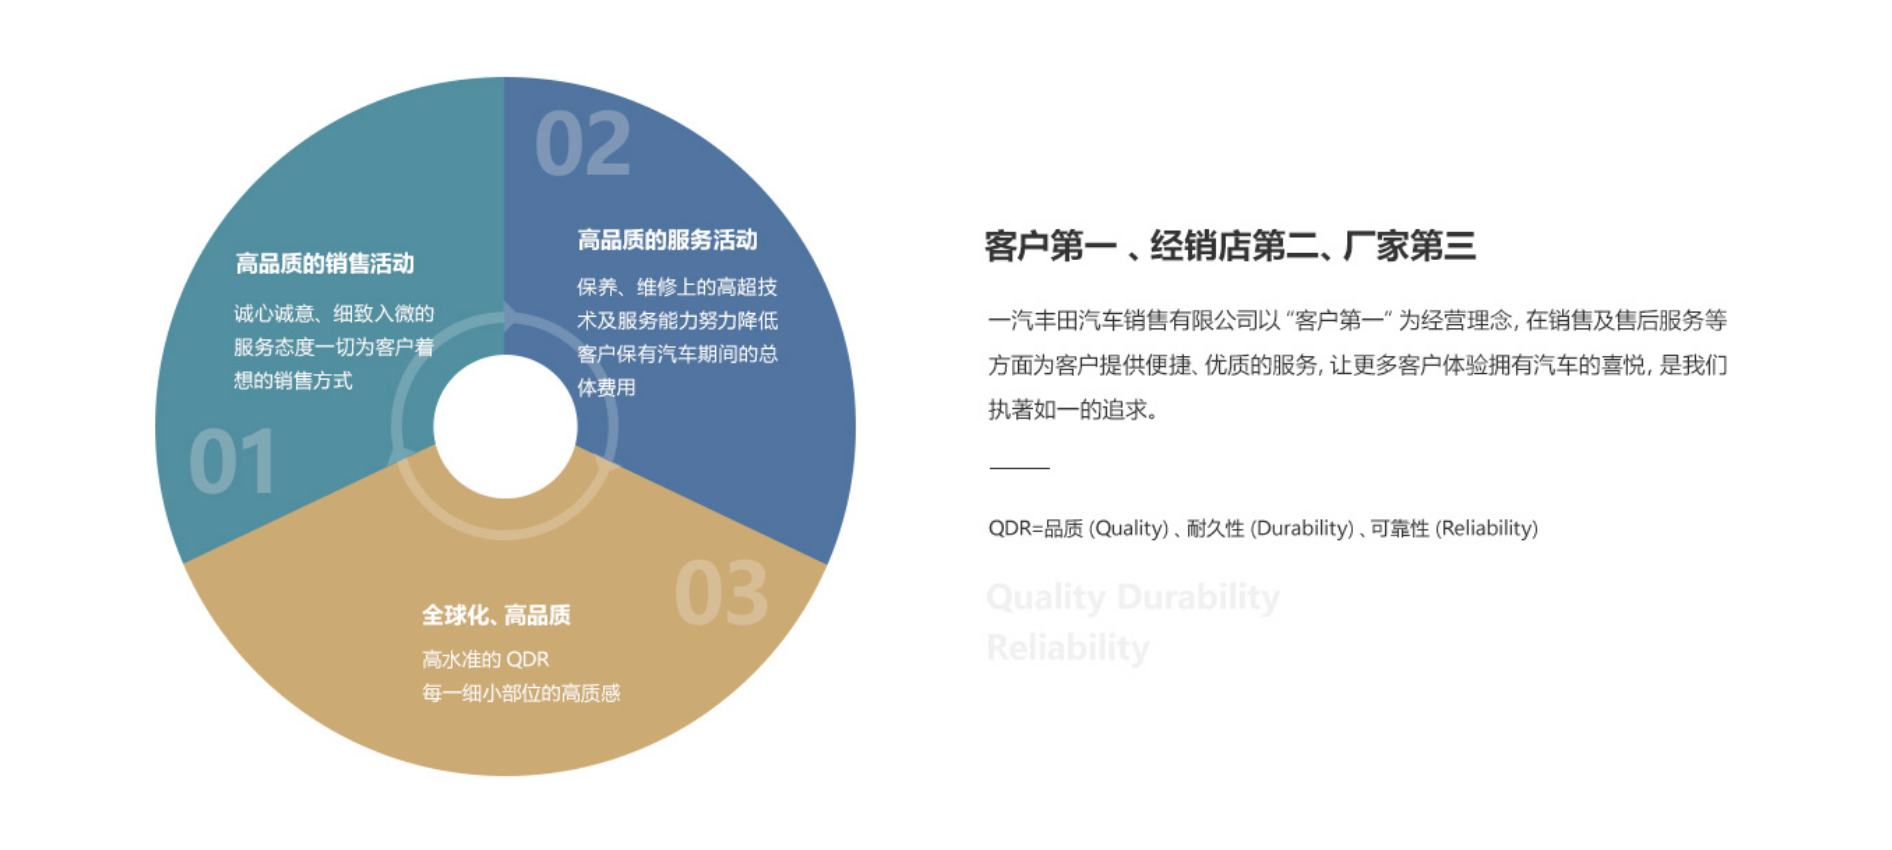 01
高品质的销售活动
诚心诚意、细致入微的
服务态度一切为客户着
想的销售方式
02
高品质的服务活动
保养、维修上的高超技
术及服务能力努力降低
客户保有汽车期间的总
体费用
03
全球化、高品质
高水准的 QDR
每一细小部位的高质感
客户第一 、经销店第二、厂家第三
一汽丰田汽车销售有限公司以 “客户第一” 为经营理念, 在销售及售后服务等
方面为客户提供便捷、优质的服务, 让更多客户体验拥有汽车的喜悦, 是我们
执著如一的追求。
QDR=品质 (Quality) 、耐久性 (Durability) 、可靠性 (Reliability)
Quality Durability
Reliability